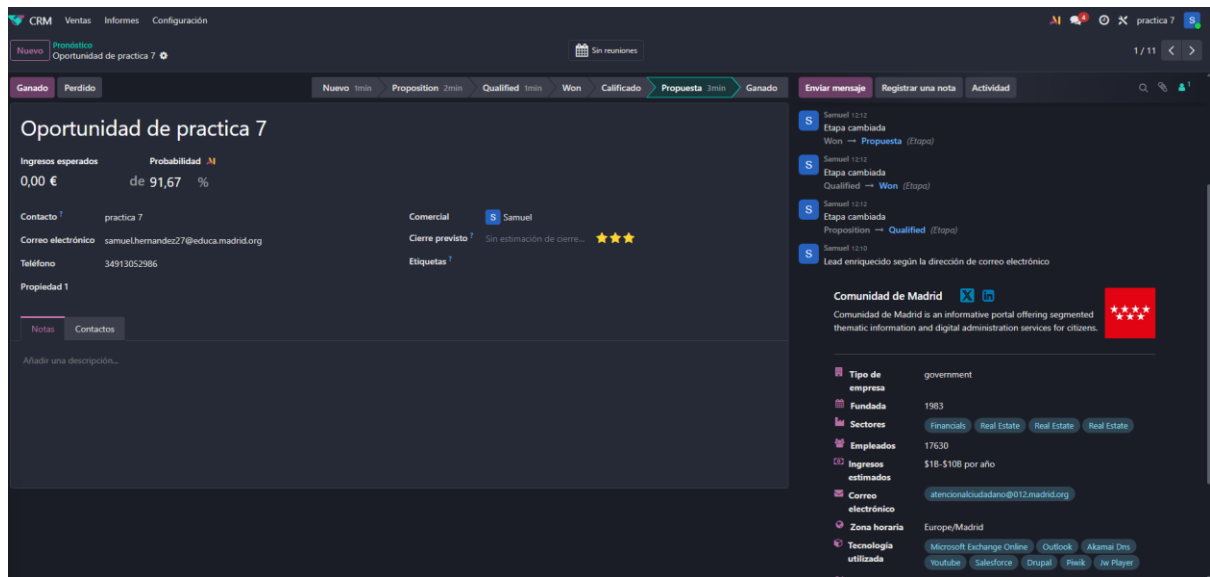 CRM Ventas Informes Configuración
4 practica 7 S
Nuevo Pronóstico
Oportunidad de practica 7
Sin reuniones
1 / 11
Ganado Perdido
Nuevo 1min Proposition 2min Qualified 1min Won Calificado Propuesta 3min Ganado
Enviar mensaje Registrar una nota Actividad
1
Oportunidad de practica 7
Ingresos esperados Probabilidad
0,00 € de 91,67 %
Contacto ? practica 7
Correo electrónico samuel.hernandez27@educa.madrid.org
Teléfono 34913052986
Propiedad 1
Comercial S Samuel
Cierre previsto ? Sin estimación de cierre...
Etiquetas ?
Notas Contactos
Añadir una descripción...
S Samuel 12:12
Etapa cambiada
Won → Propuesta (Etapa)
S Samuel 12:12
Etapa cambiada
Qualified → Won (Etapa)
S Samuel 12:12
Etapa cambiada
Proposition → Qualified (Etapa)
S Samuel 12:10
Lead enriquecido según la dirección de correo electrónico
Comunidad de Madrid X in
Comunidad de Madrid is an informative portal offering segmented
thematic information and digital administration services for citizens.
Tipo de government
empresa
Fundada 1983
Sectores Financials Real Estate Real Estate Real Estate
Empleados 17630
Ingresos $1B-$10B por año
estimados
Correo atencionalciudadano@012.madrid.org
electrónico
Zona horaria Europe/Madrid
Tecnología Microsoft Exchange Online Outlook Akamai Dns
utilizada Youtube Salesforce Drupal Piwik Jw Player